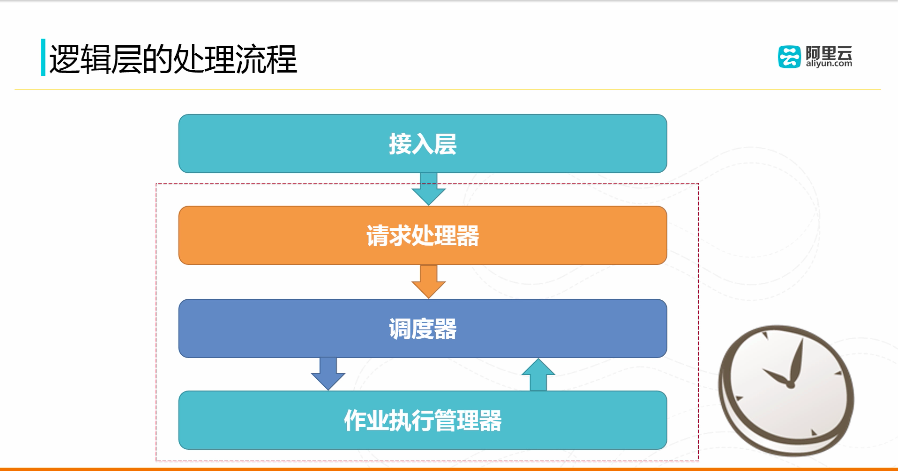 逻辑层的处理流程
阿里云
aliyun.com
接入层
请求处理器
调度器
作业执行管理器